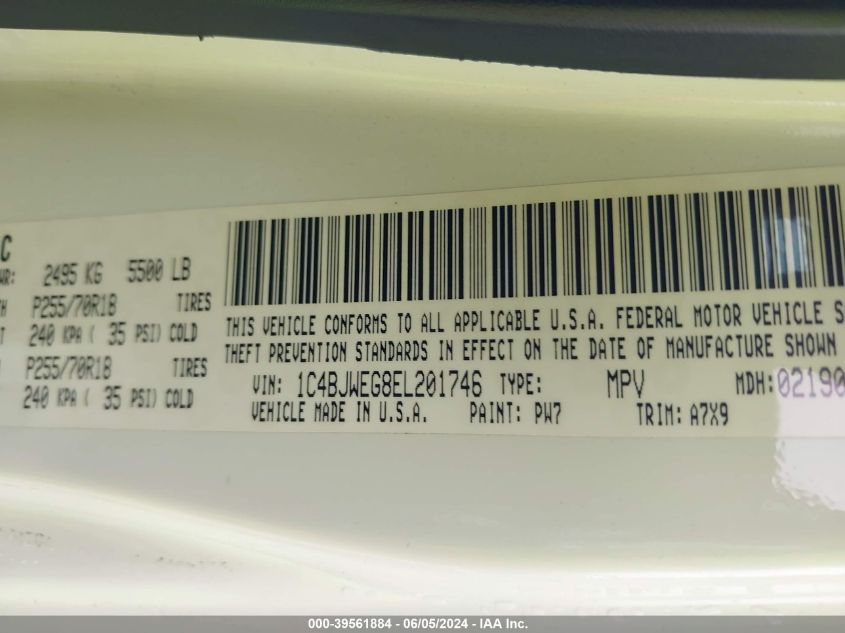 C
WR: 2495 KG 5500 LB
TH P255/70R18 TIRES
T 240 KPA ( 35 PSI) COLD
P255/70R18 TIRES
240 KPA ( 35 PSI) COLD
THIS VEHICLE CONFORMS TO ALL APPLICABLE U.S.A. FEDERAL MOTOR VEHICLE S
THEFT PREVENTION STANDARDS IN EFFECT ON THE DATE OF MANUFACTURE SHOWN
VIN: 1C4BJWEG8EL201746 TYPE: MPV MDH: 02190
VEHICLE MADE IN U.S.A. PAINT: PW7 TRIM: A7X9
000-39561884 - 06/05/2024 - IAA Inc.